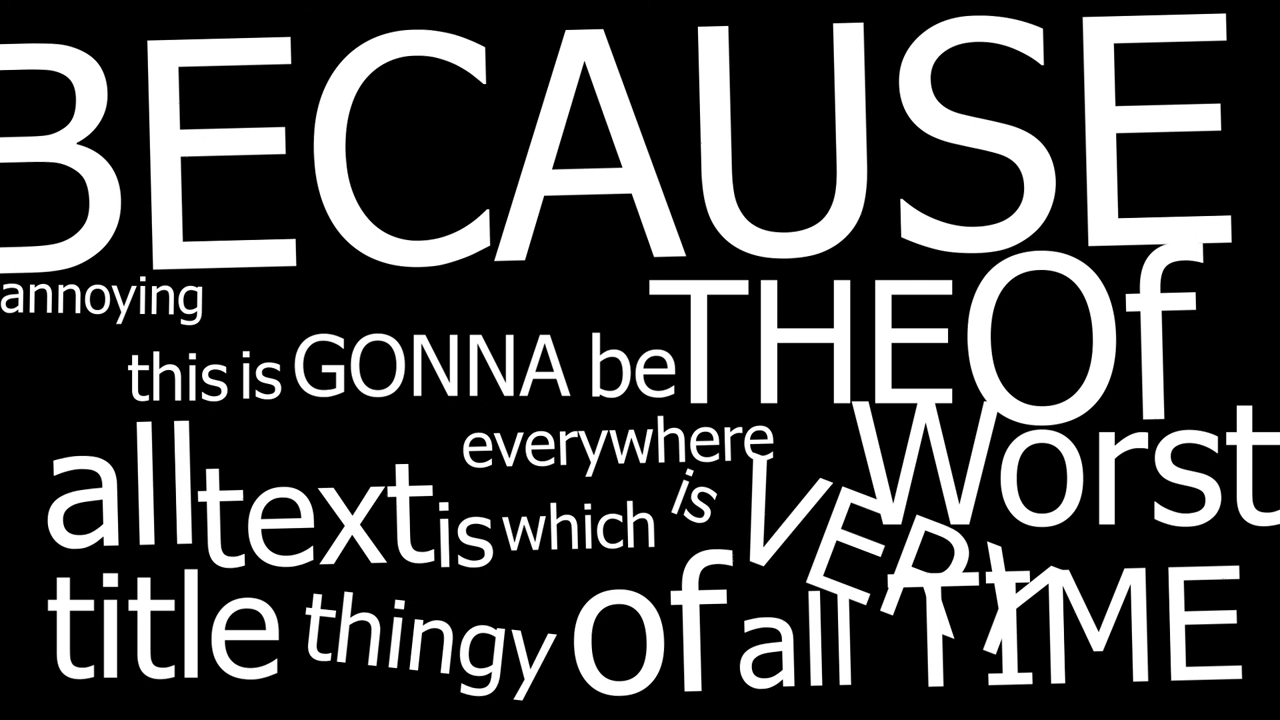 BECAUSE
annoying
this is GONNA be THE Of
everywhere Worst
all text is which is VERY
title thingy of all TIME